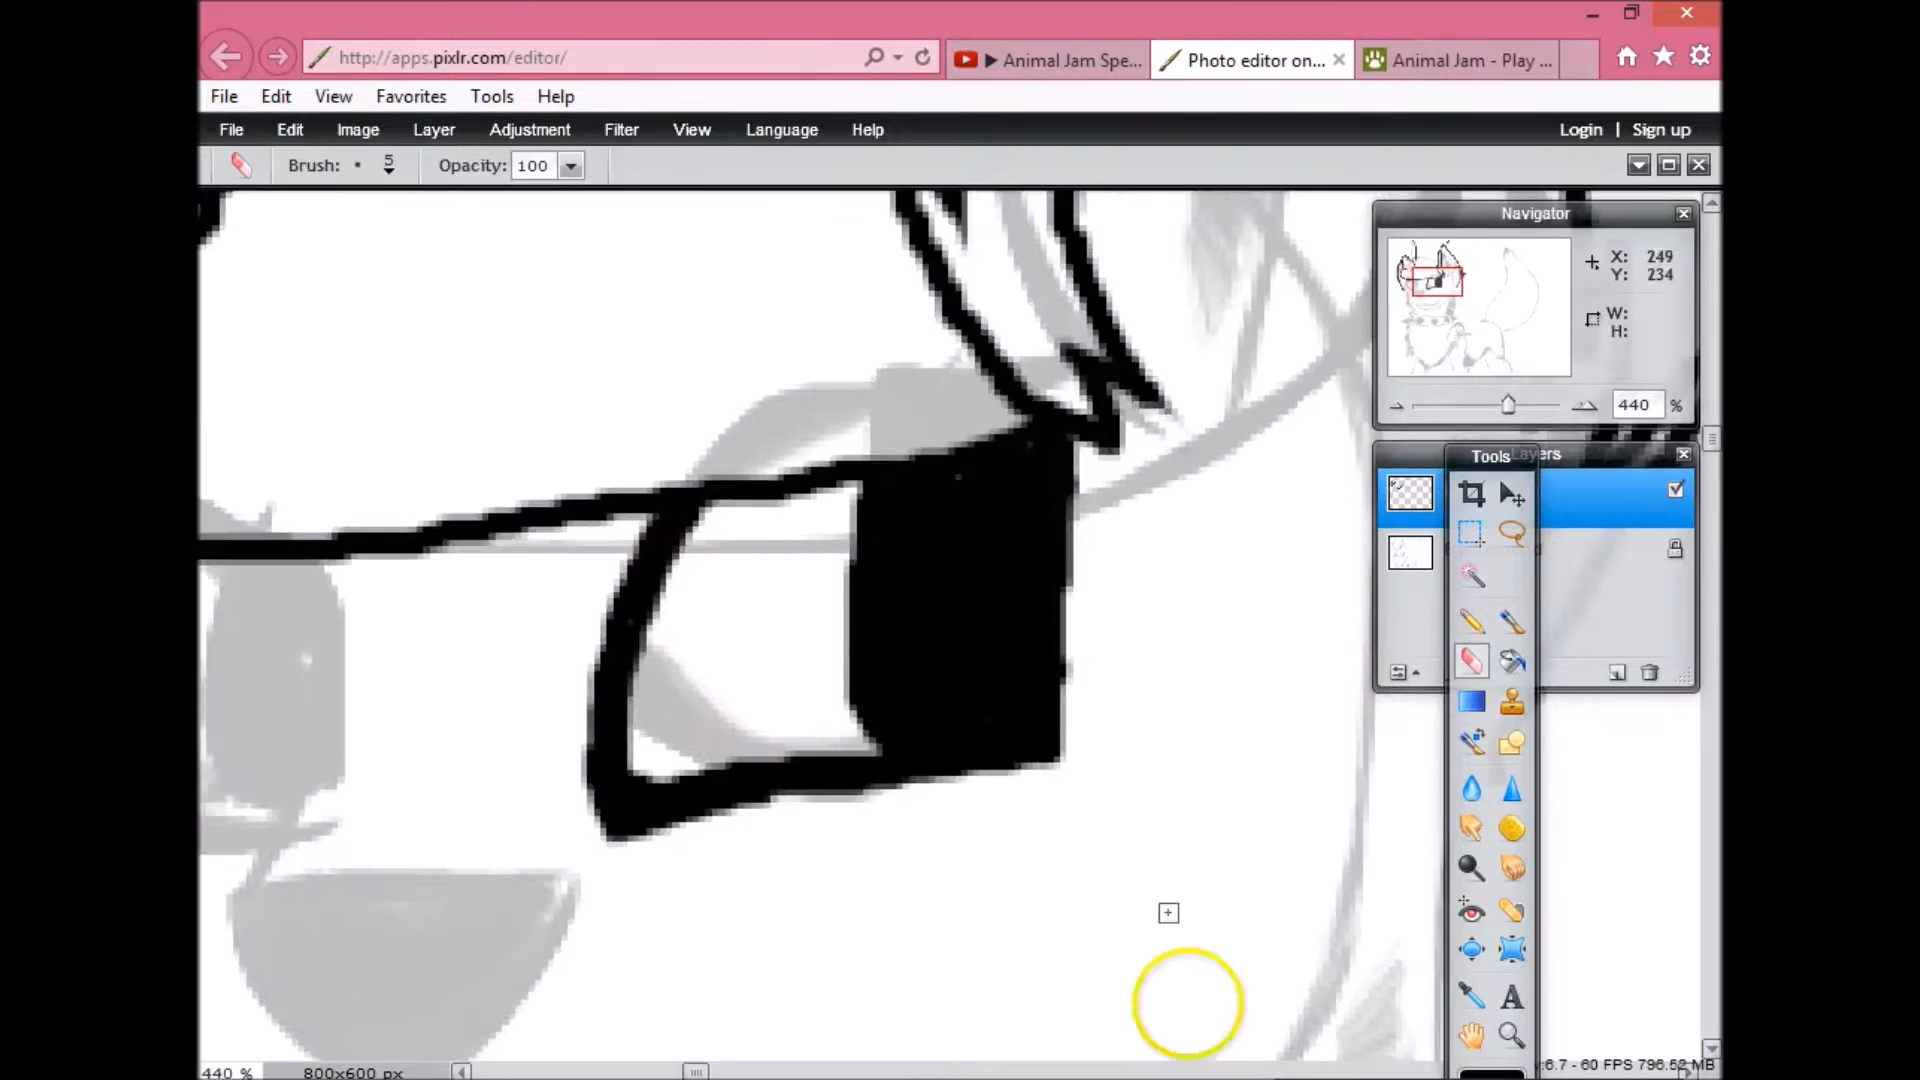 http://apps.pixlr.com/editor/
▶ Animal Jam Spe...
Photo editor on...
Animal Jam - Play ...
File Edit View Favorites Tools Help
File Edit Image Layer Adjustment Filter View Language Help
Login | Sign up
Brush: 5 Opacity: 100
Navigator
X: 249
Y: 234
W:
H:
440 %
Tools
ayers
440 %
800x600 px
:6.7 - 60 FPS 796.52 MB